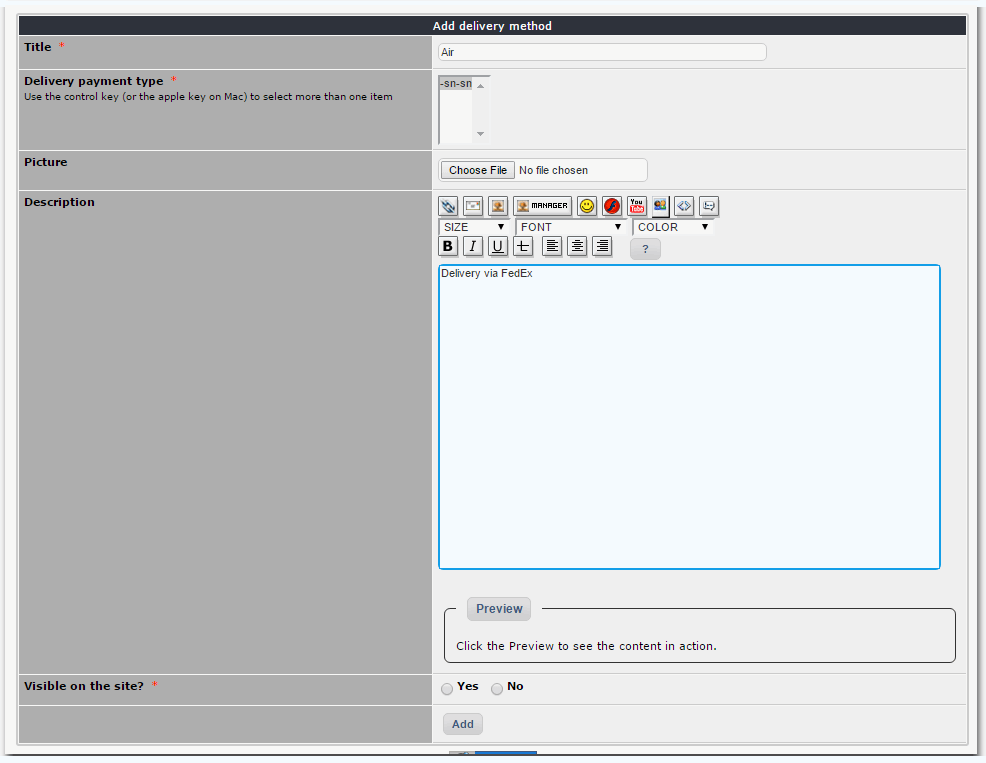 Add delivery method
Title *
Air
Delivery payment type *
Use the control key (or the apple key on Mac) to select more than one item
-sn-sn
Picture
Choose File No file chosen
Description
MANAGER You Tube
SIZE FONT COLOR
B I U T ?
Delivery via FedEx
Preview
Click the Preview to see the content in action.
Visible on the site? *
Yes No
Add